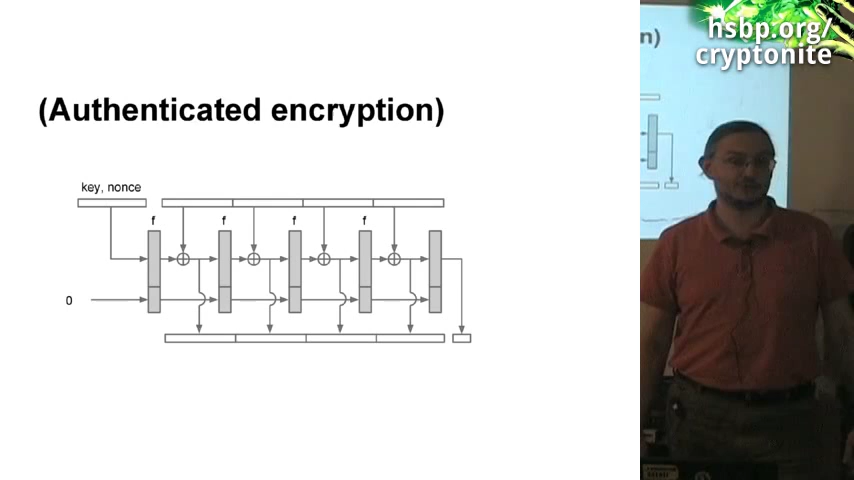 (Authenticated encryption)
key, nonce
f
f
f
f
0
n)
hsbp.org/
cryptonite